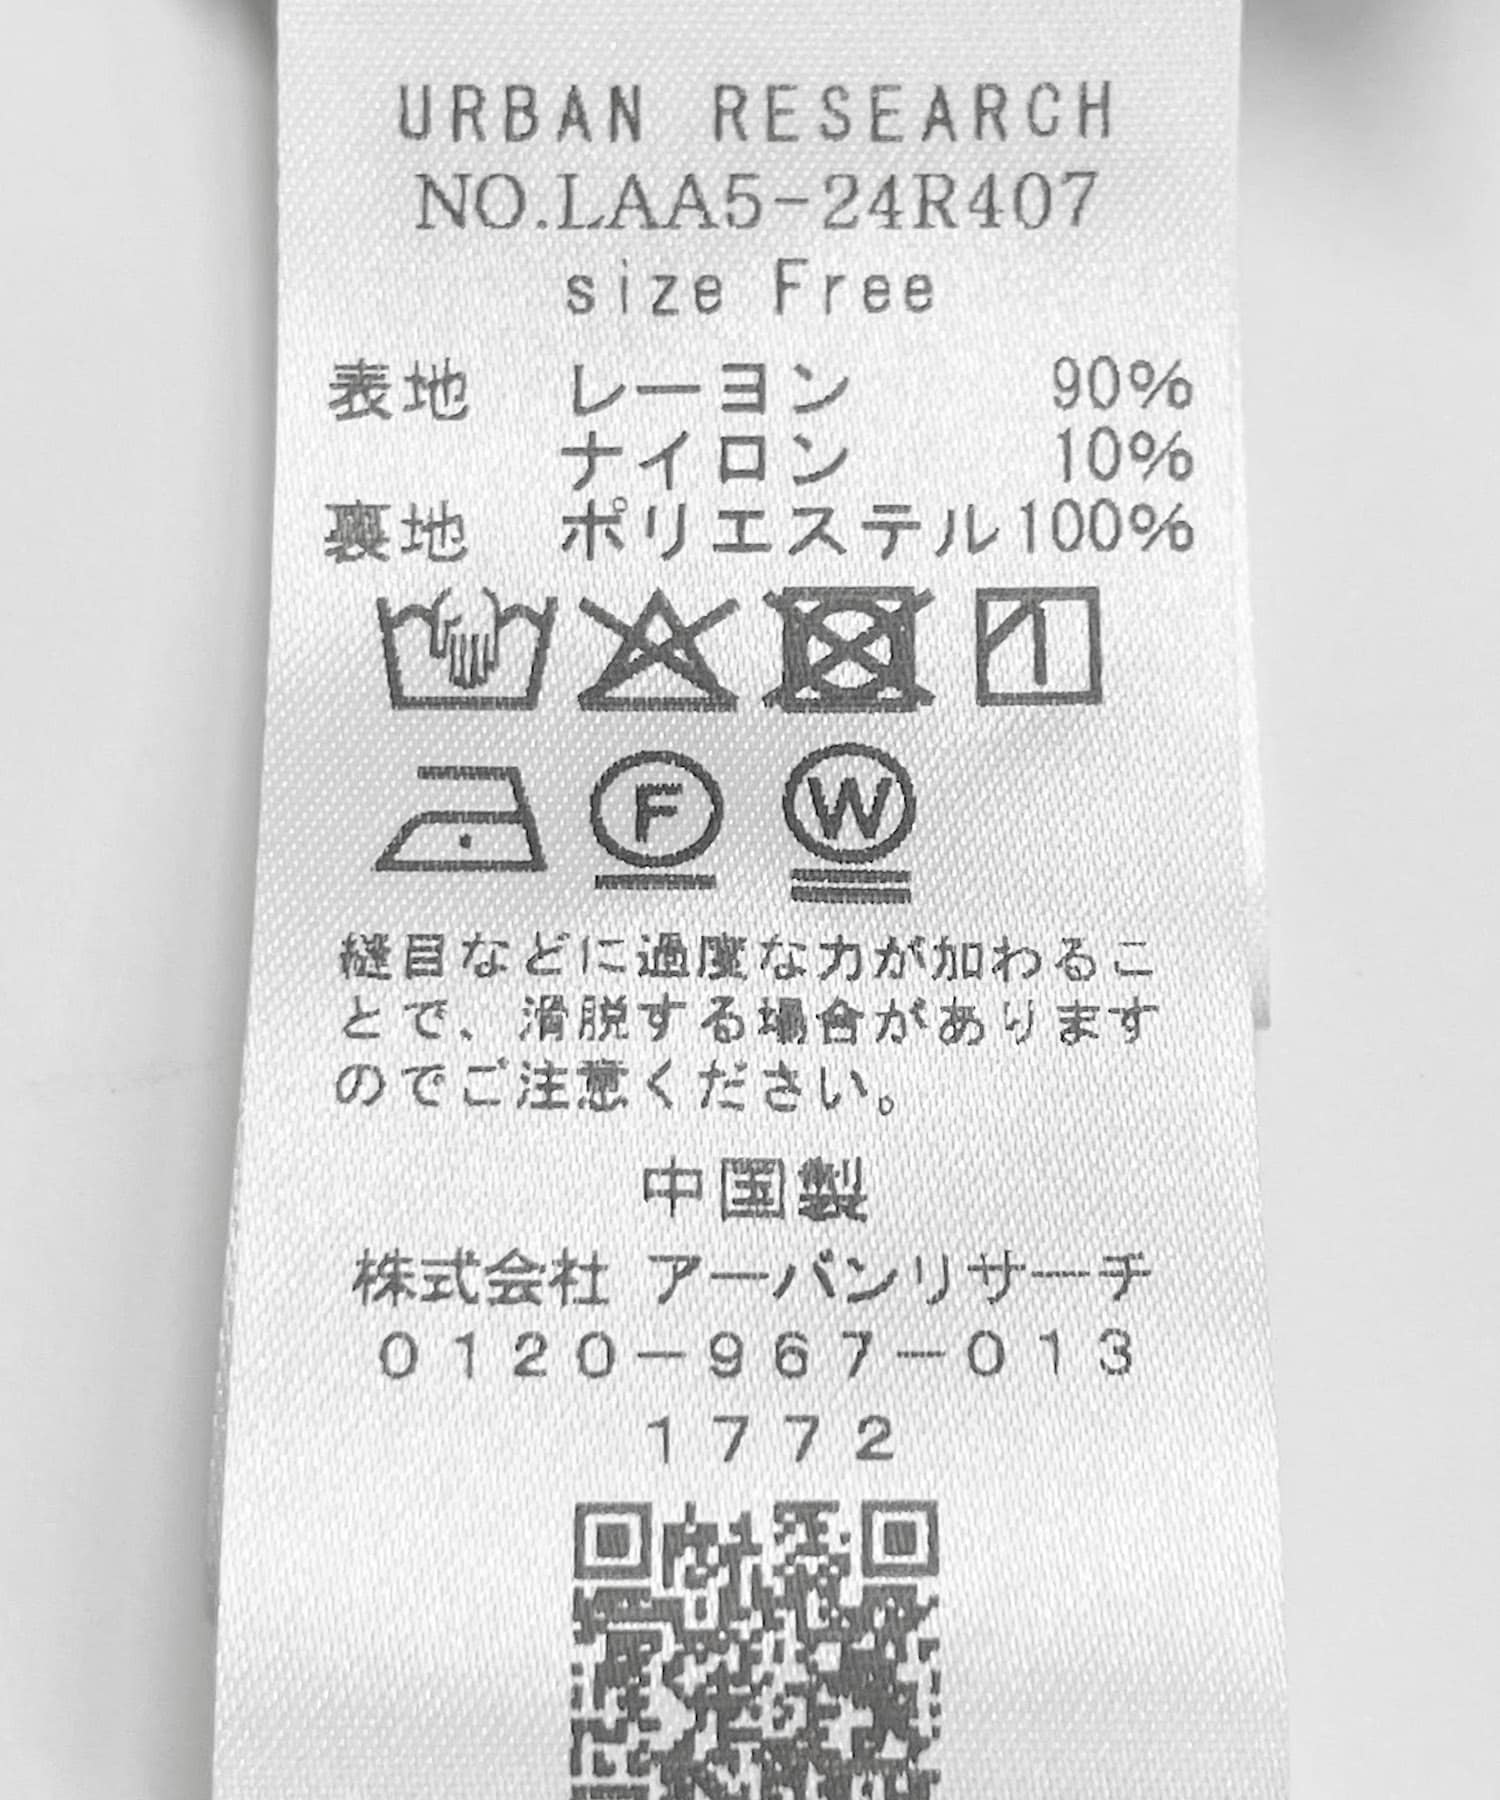 URBAN RESEARCH
NO.LAA5-24R407
size Free
表地 レーヨン 90%
ナイロン 10%
裏地 ポリエステル100%
F W
縫目などに過度な力が加わるこ
とで、滑脱する場合があります
のでご注意ください。
中国製
株式会社 アーバンリサーチ
0120-967-013
1772